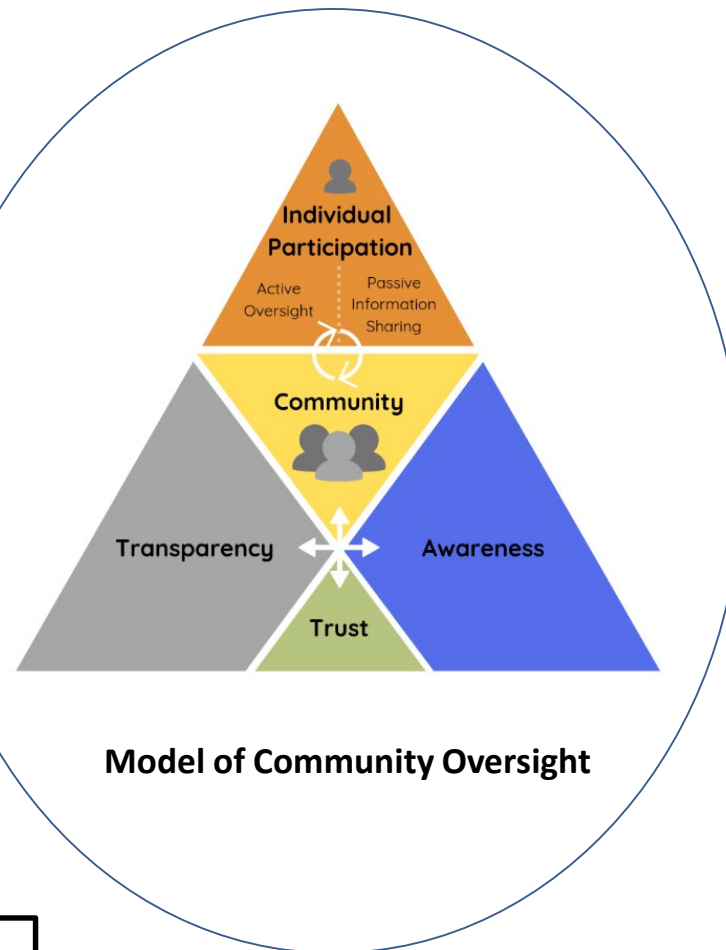 Individual
Participation
Active
Oversight
Passive
Information
Sharing
Community
Transparency
Awareness
Trust
Model of Community Oversight